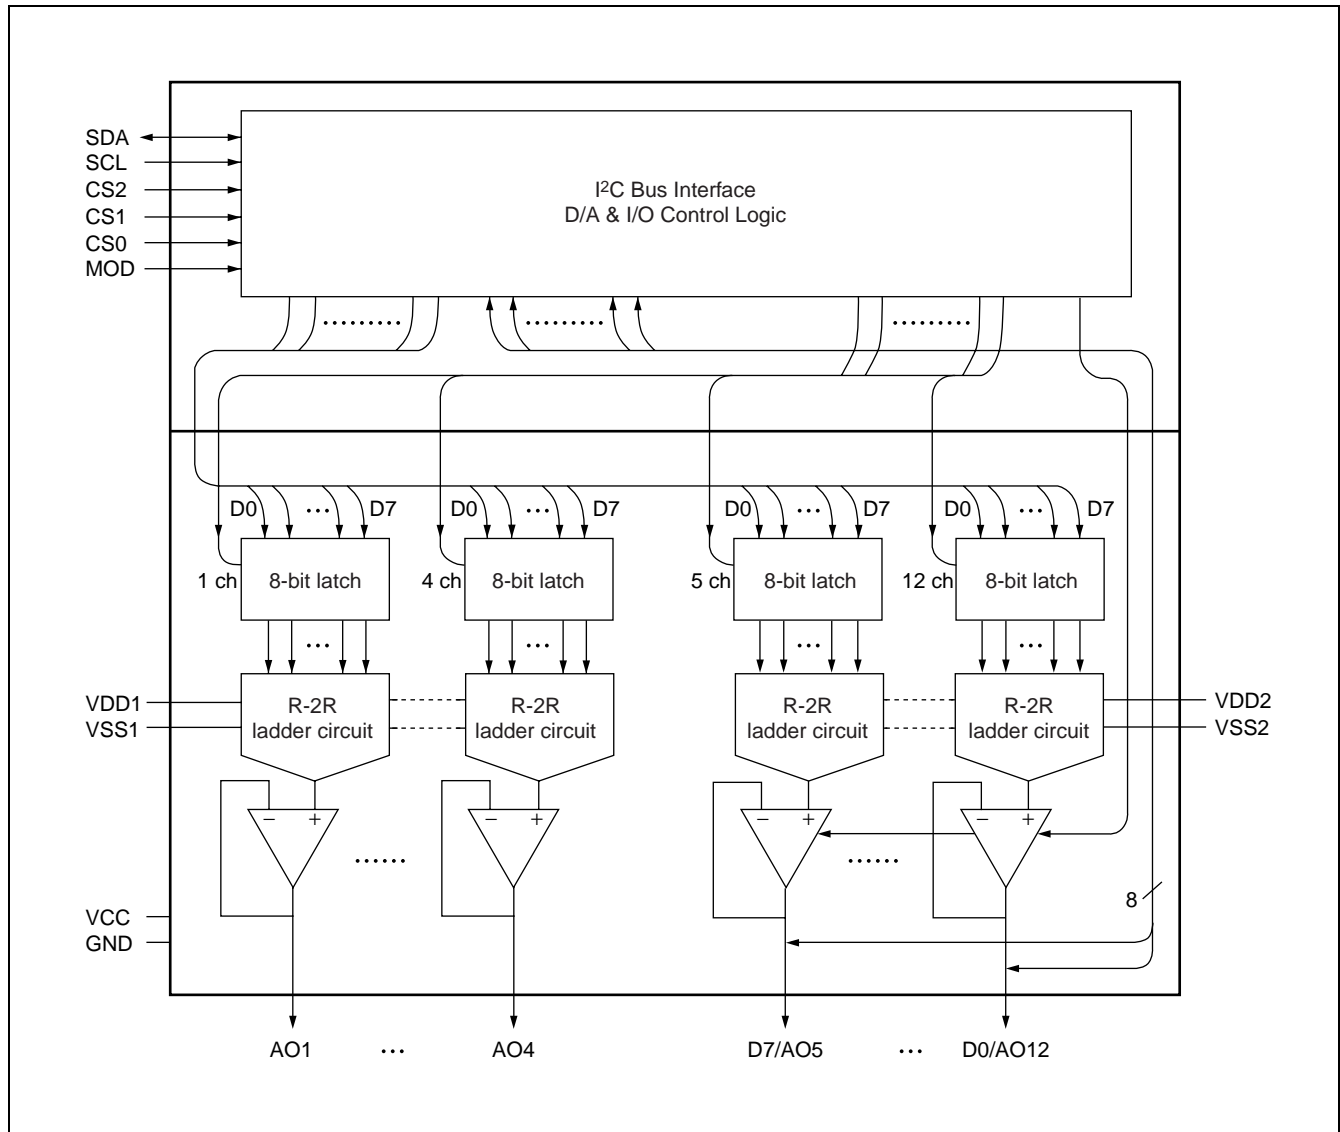 SDA
SCL
CS2
CS1
CS0
MOD
I²C Bus Interface
D/A & I/O Control Logic
.........
.........
.........
D0 ... D7
D0 ... D7
D0 ... D7
D0 ... D7
1 ch
8-bit latch
4 ch
8-bit latch
5 ch
8-bit latch
12 ch
8-bit latch
...
...
...
...
VDD1
VSS1
R-2R
ladder circuit
R-2R
ladder circuit
R-2R
ladder circuit
R-2R
ladder circuit
VDD2
VSS2
− +
− +
− +
− +
......
......
8
VCC
GND
AO1 ... AO4
D7/AO5 ... D0/AO12